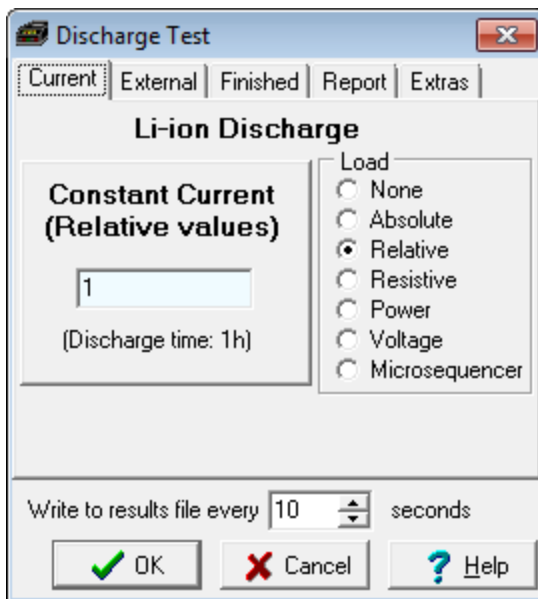 Discharge Test
Current External Finished Report Extras
Li-ion Discharge
Constant Current
(Relative values)
1
(Discharge time: 1h)
Load
None
Absolute
Relative
Resistive
Power
Voltage
Microsequencer
Write to results file every 10 seconds
OK Cancel Help